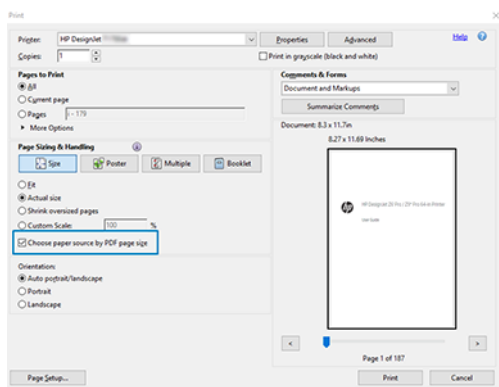 Print
Printer: HP DesignJet
Properties
Advanced
Help
Copies: 1
Print in grayscale (black and white)
Pages to Print
All
Current page
Pages 1 - 179
More Options
Page Sizing & Handling
Size
Poster
Multiple
Booklet
Fit
Actual size
Shrink oversized pages
Custom Scale: 100 %
Choose paper source by PDF page size
Orientation:
Auto portrait/landscape
Portrait
Landscape
Comments & Forms
Document and Markups
Summarize Comments
Document: 8.3 x 11.7in
8.27 x 11.69 Inches
hp
User Guide
<
>
Page 1 of 187
Page Setup...
Print
Cancel